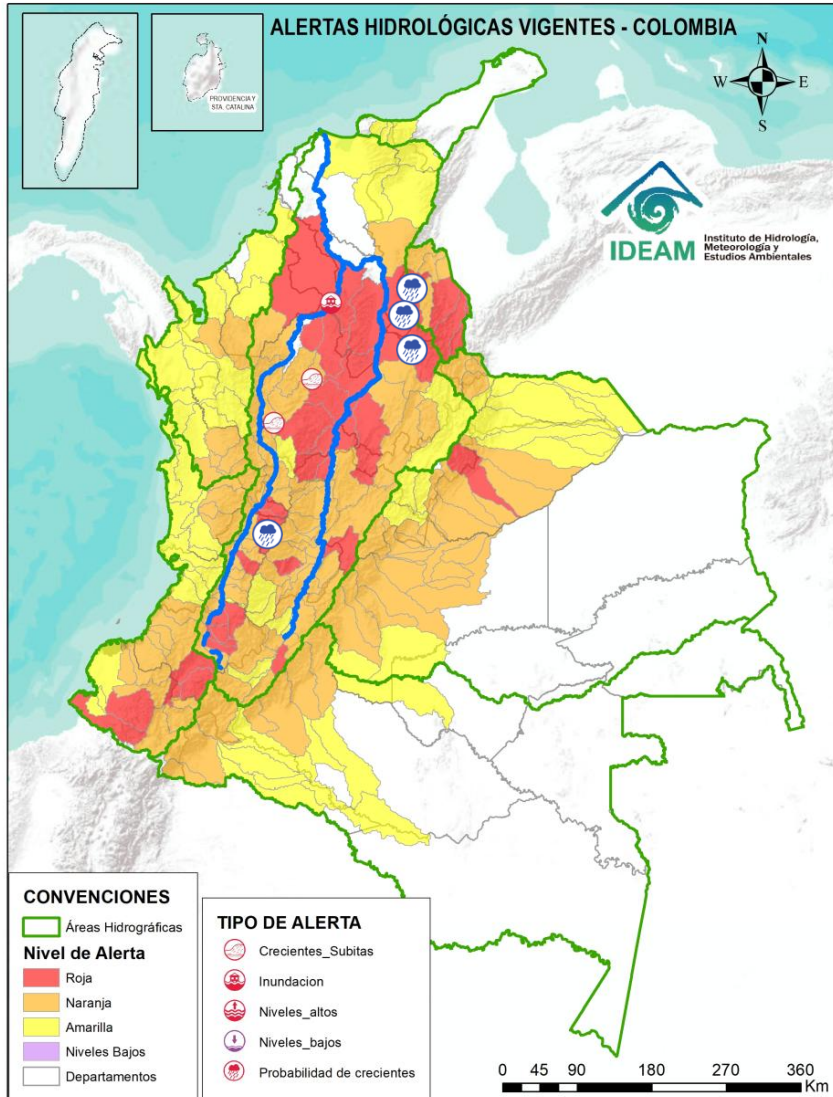 ALERTAS HIDROLÓGICAS VIGENTES - COLOMBIA
PROVIDENCIA Y
STA. CATALINA
N
W
E
S
IDEAM
Instituto de Hidrología,
Meteorología y
Estudios Ambientales
CONVENCIONES
Áreas Hidrográficas
Nivel de Alerta
Roja
Naranja
Amarilla
Niveles Bajos
Departamentos
TIPO DE ALERTA
Crecientes_Subitas
Inundacion
Niveles_altos
Niveles_bajos
Probabilidad de crecientes
0 45 90 180 270 360
Km